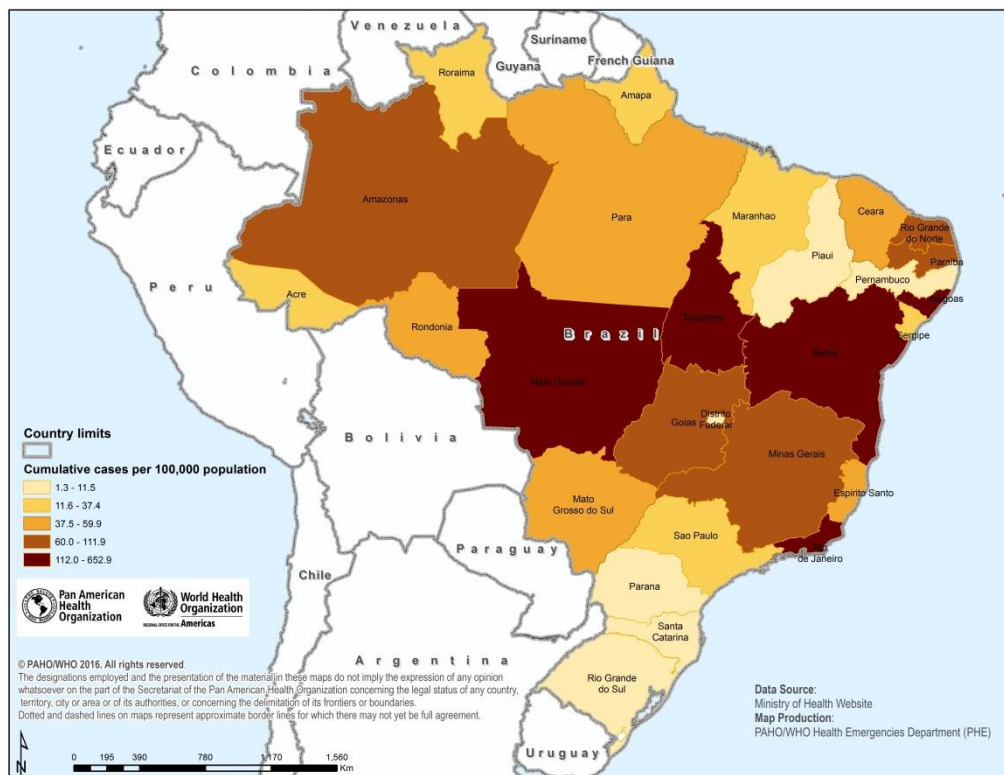 Venezuela
Suriname
Guyana
French Guiana
Colombia
Roraima
Amapa
Ecuador
Amazonas
Para
Maranhao
Ceara
Rio Grande
do Norte
Paraiba
Piaui
Pernambuco
Alagoas
Sergipe
Peru
Acre
Rondonia
Brazil
Tocantins
Bahia
Mato Grosso
Goias
Distrito
Federal
Bolivia
Minas Gerais
Espirito Santo
Mato
Grosso do Sul
Sao Paulo
Rio
de Janeiro
Paraguay
Chile
Parana
Santa
Catarina
Argentina
Rio Grande
do Sul
Uruguay
Country limits
Cumulative cases per 100,000 population
1.3 - 11.5
11.6 - 37.4
37.5 - 59.9
60.0 - 111.9
112.0 - 652.9
Pan American
Health
Organization
World Health
Organization
REGIONAL OFFICE FOR THE Americas
© PAHO/WHO 2016. All rights reserved.
The designations employed and the presentation of the material in these maps do not imply the expression of any opinion
whatsoever on the part of the Secretariat of the Pan American Health Organization concerning the legal status of any country,
territory, city or area or of its authorities, or concerning the delimitation of its frontiers or boundaries.
Dotted and dashed lines on maps represent approximate border lines for which there may not yet be full agreement.
N
0 195 390 780 1,170 1,560
Km
Data Source:
Ministry of Health Website
Map Production:
PAHO/WHO Health Emergencies Department (PHE)